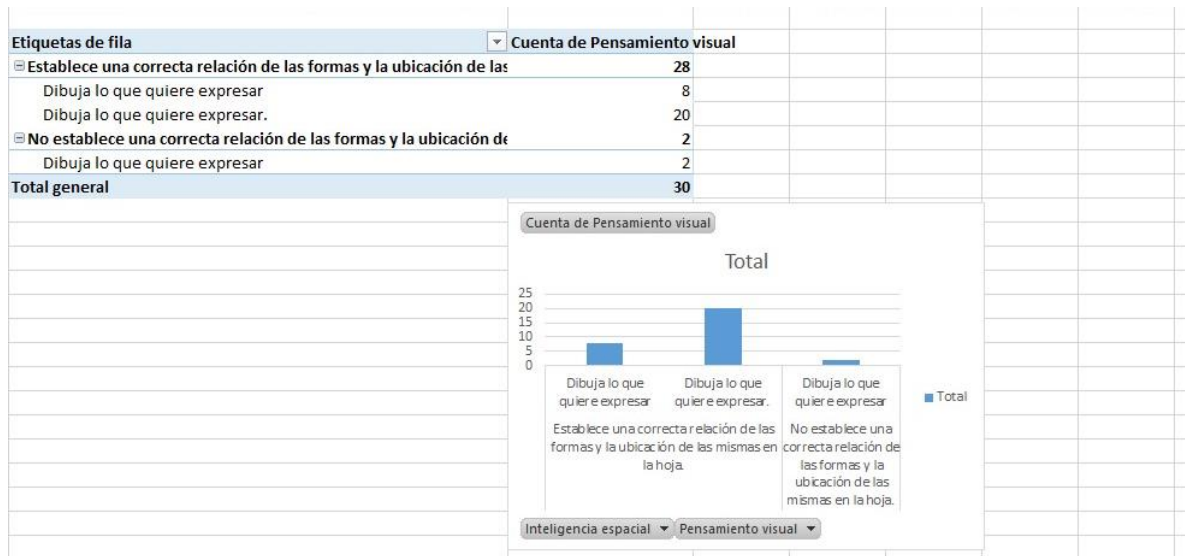 Etiquetas de fila Cuenta de Pensamiento visual
Establece una correcta relación de las formas y la ubicación de las 28
Dibuja lo que quiere expresar 8
Dibuja lo que quiere expresar. 20
No establece una correcta relación de las formas y la ubicación de 2
Dibuja lo que quiere expresar 2
Total general 30
Cuenta de Pensamiento visual
Total
25
20
15
10
5
0
Dibuja lo que
quiere expresar
Dibuja lo que
quiere expresar.
Dibuja lo que
quiere expresar
Establece una correcta relación de las
formas y la ubicación de las mismas en
la hoja.
No establece una
correcta relación de
las formas y la
ubicación de las
mismas en la hoja.
Total
Inteligencia espacial Pensamiento visual